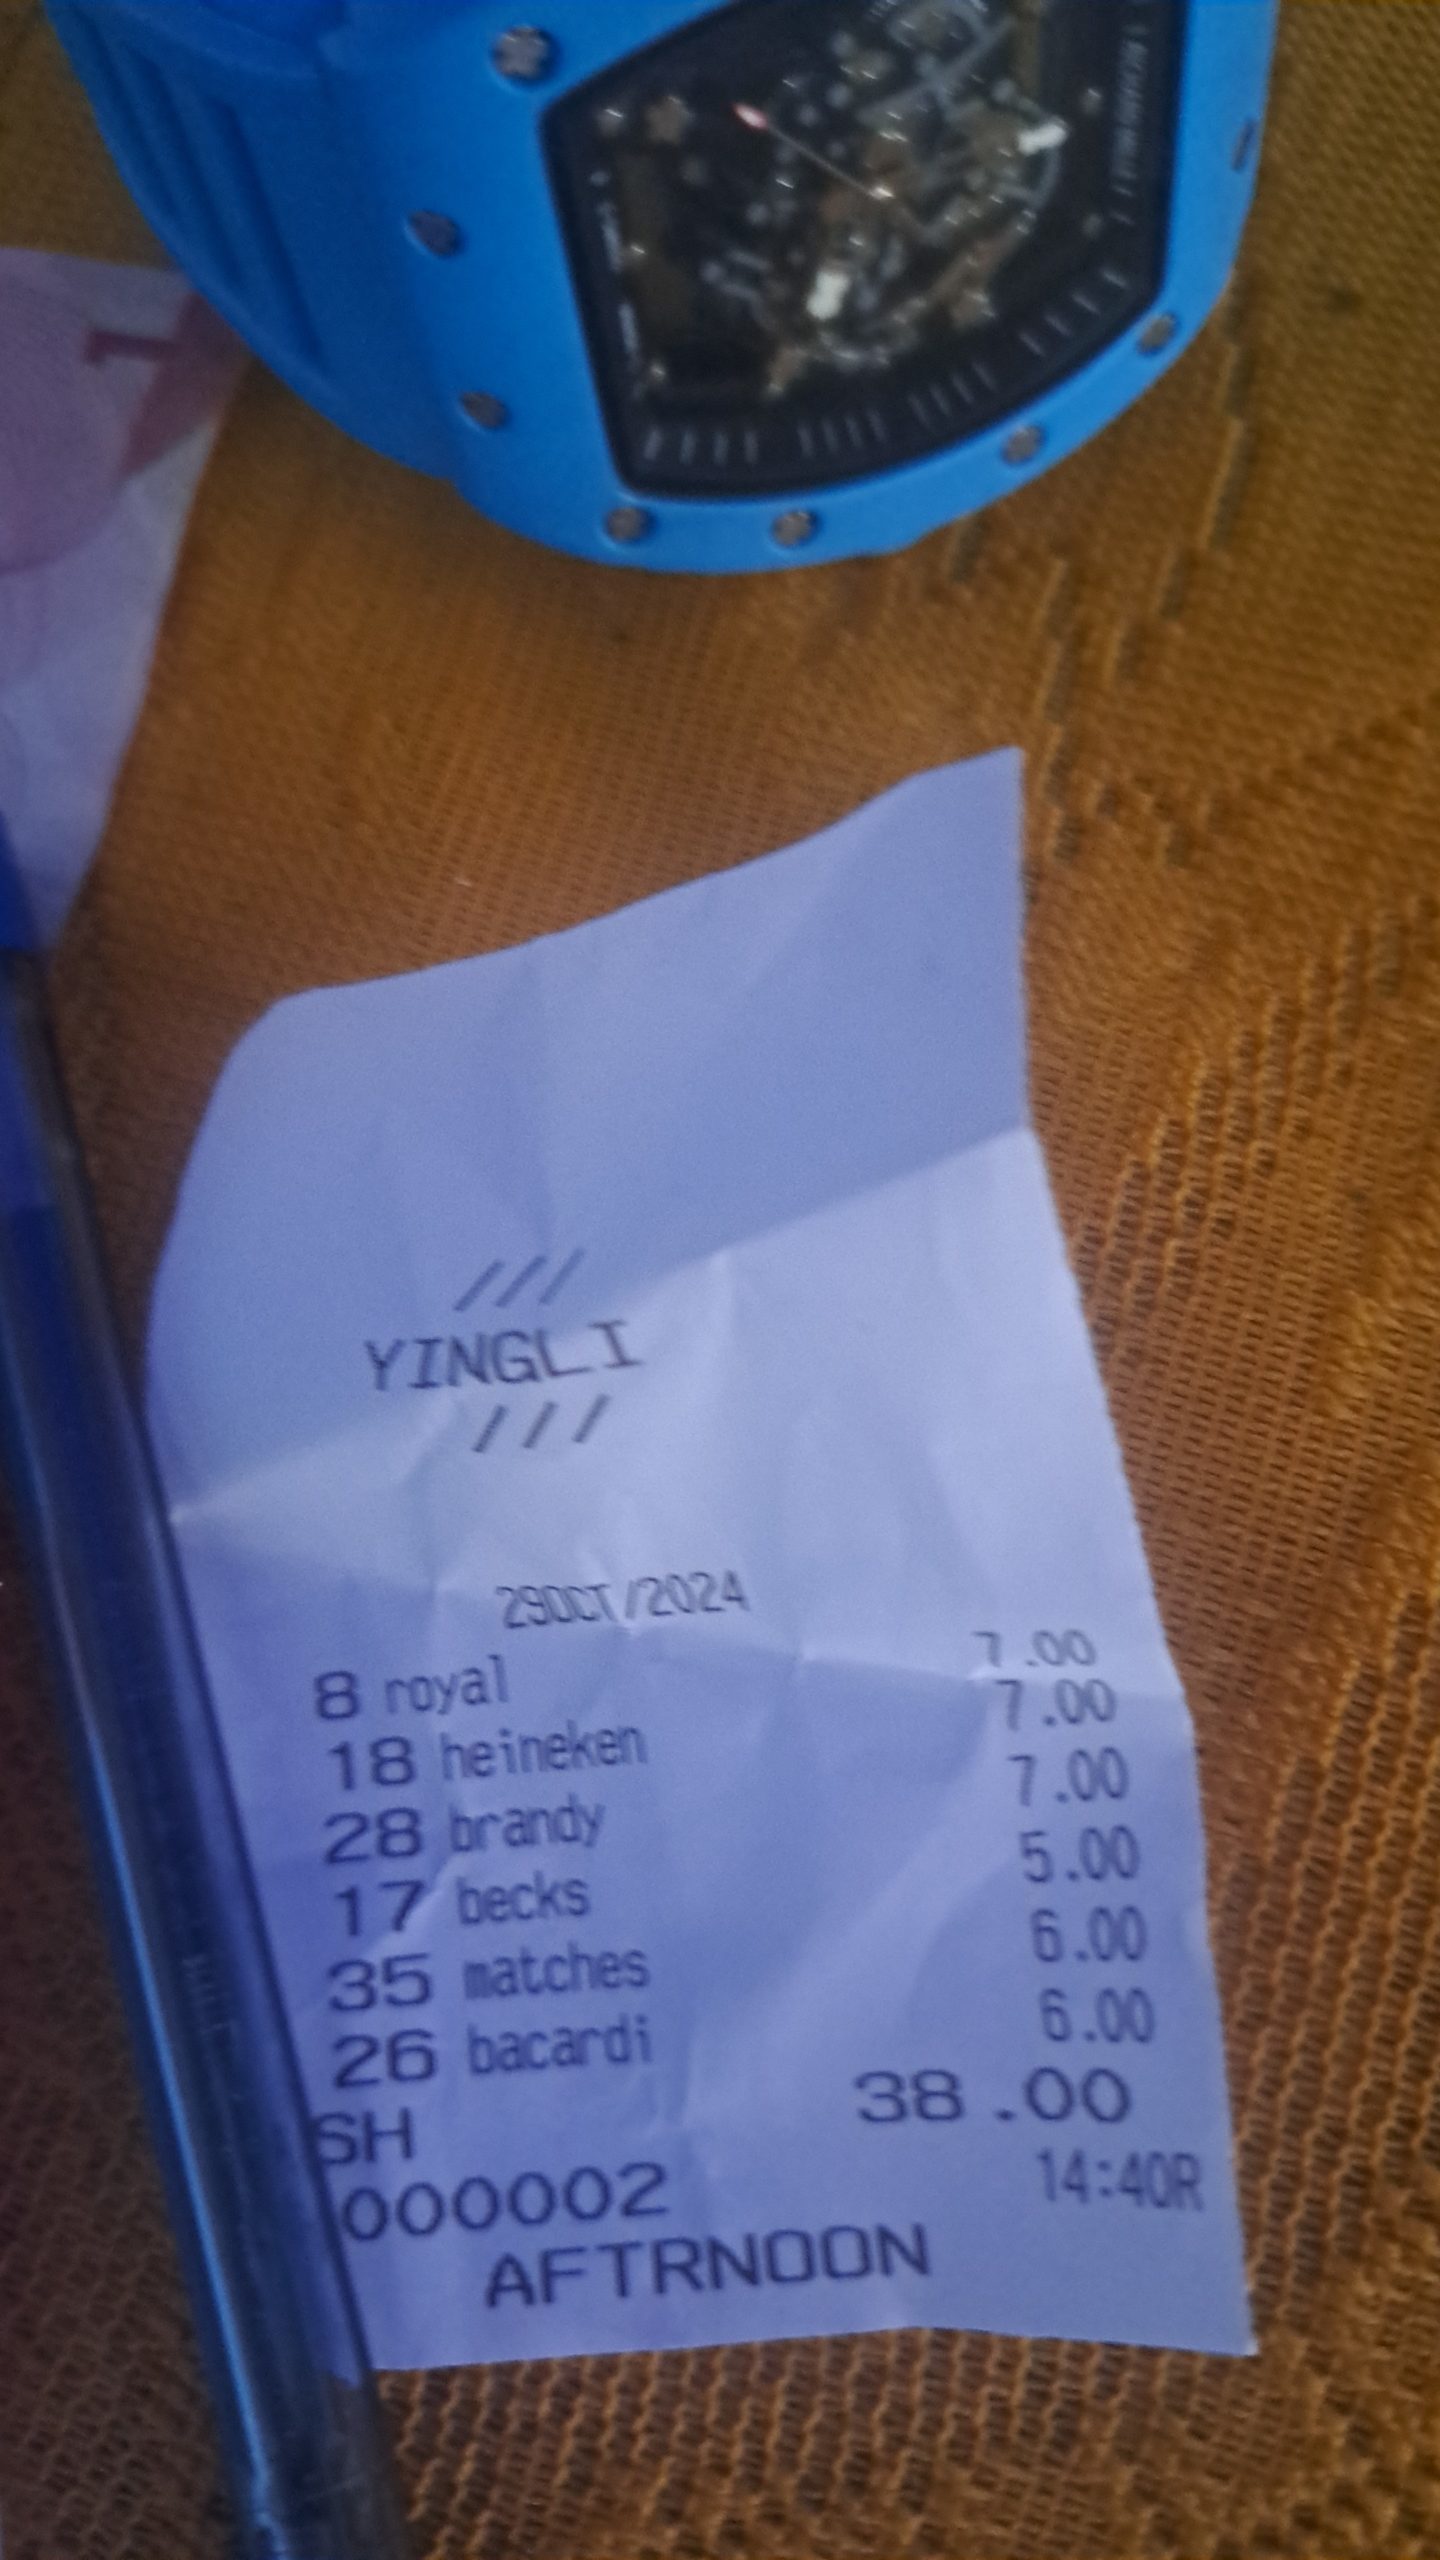 ///
YINGLI
///
29OCT/2024
8 royal 7.00
18 heineken 7.00
28 brandy 7.00
17 becks 5.00
35 matches 6.00
26 bacardi 6.00
SH 38.00
000002 14:40R
AFTRNOON